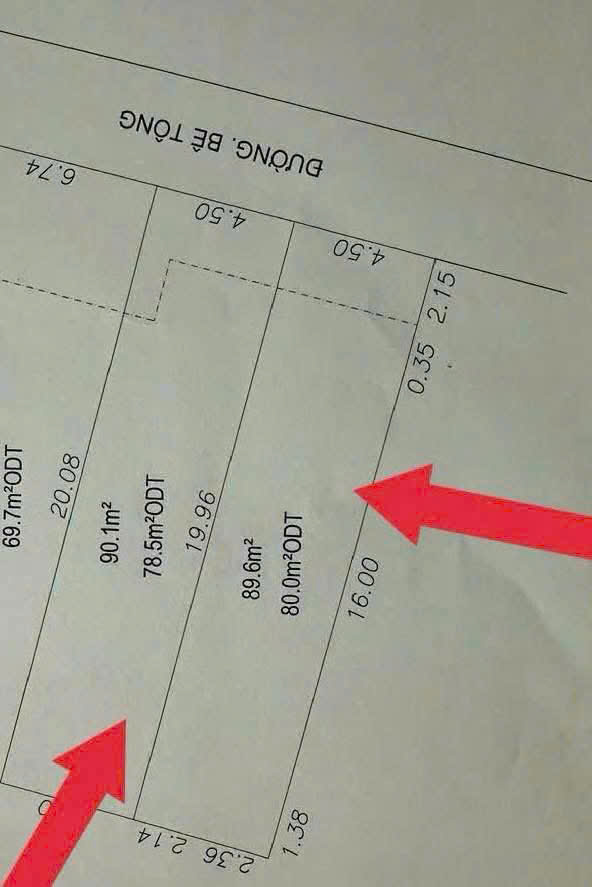 ĐƯỜNG. BÊ TÔNG
6.74
4.50
4.50
2.15
0.35
69.7m²ODT
20.08
90.1m²
78.5m²ODT
19.96
89.6m²
80.0m²ODT
16.00
2.14
2.36
1.38